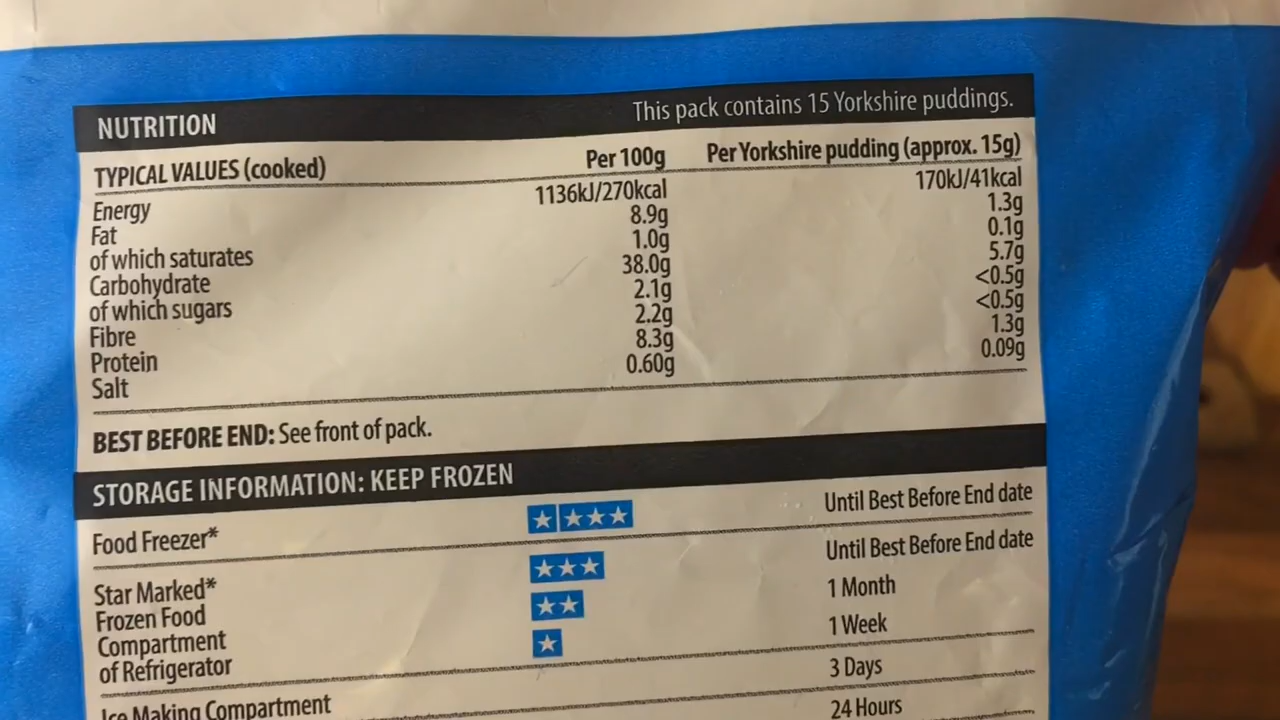 NUTRITION This pack contains 15 Yorkshire puddings.
TYPICAL VALUES (cooked) Per 100g Per Yorkshire pudding (approx. 15g)
Energy 1136kJ/270kcal 170kJ/41kcal
Fat 8.9g 1.3g
of which saturates 1.0g 0.1g
Carbohydrate 38.0g 5.7g
of which sugars 2.1g <0.5g
Fibre 2.2g <0.5g
Protein 8.3g 1.3g
Salt 0.60g 0.09g
BEST BEFORE END: See front of pack.
STORAGE INFORMATION: KEEP FROZEN
Food Freezer* Until Best Before End date
Star Marked* Until Best Before End date
Frozen Food 1 Month
Compartment 1 Week
of Refrigerator
Ice Making Compartment 3 Days
24 Hours